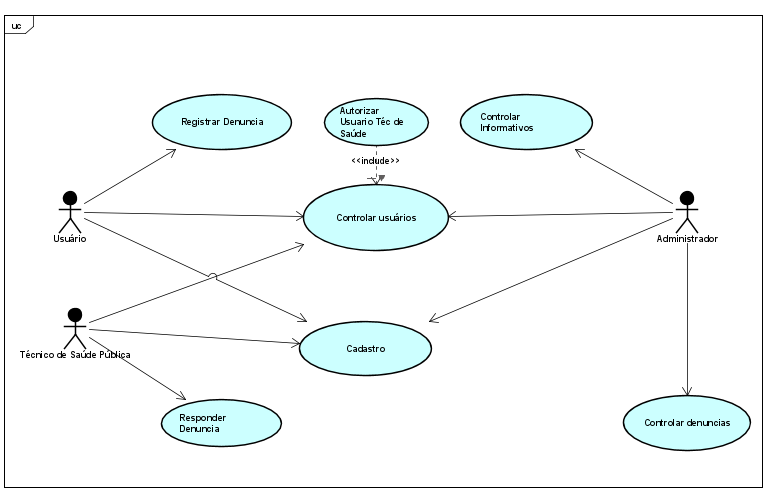 uc
Registrar Denuncia
Autorizar
Usuario Téc de
Saúde
Controlar
Informativos
<<include>>
Controlar usuários
Usuário
Administrador
Técnico de Saúde Pública
Cadastro
Responder
Denuncia
Controlar denuncias